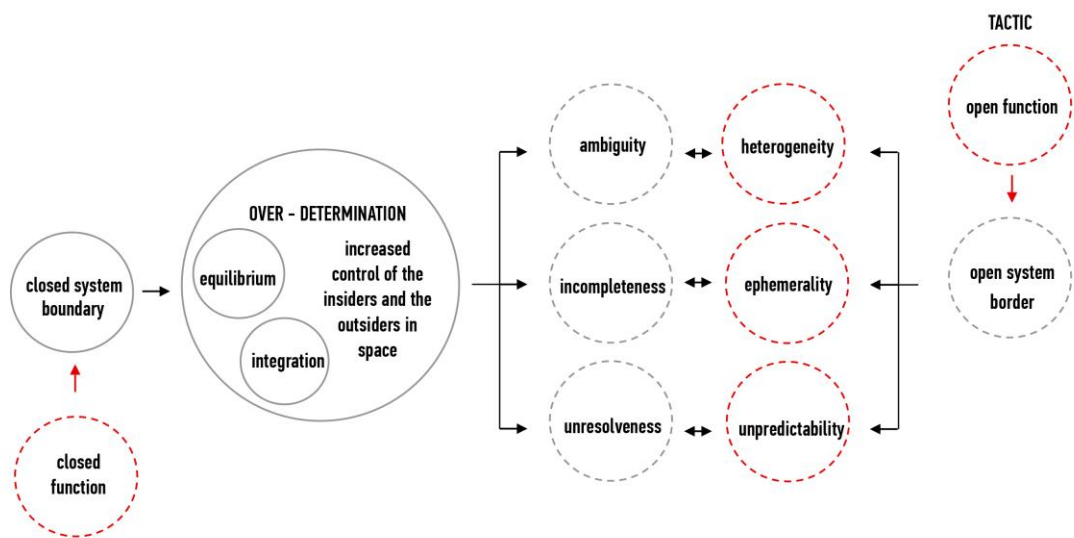 TACTIC
open function
ambiguity
heterogeneity
OVER - DETERMINATION
increased
control of the
insiders and the
outsiders in
space
equilibrium
integration
closed system
boundary
incompleteness
ephemerality
open system
border
unresolveness
unpredictability
closed
function